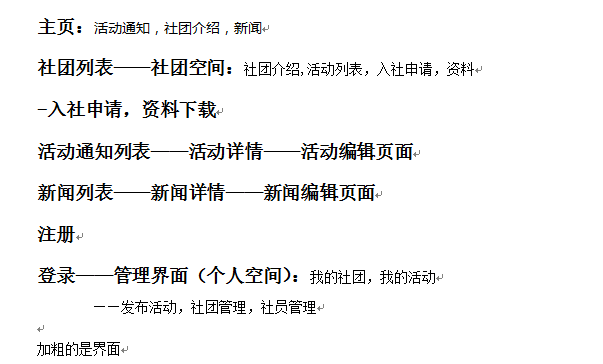 主页：活动通知，社团介绍，新闻
社团列表——社团空间：社团介绍,活动列表，入社申请，资料
–入社申请，资料下载
活动通知列表——活动详情——活动编辑页面
新闻列表——新闻详情——新闻编辑页面
注册
登录——管理界面（个人空间）：我的社团，我的活动
——发布活动，社团管理，社员管理
加粗的是界面